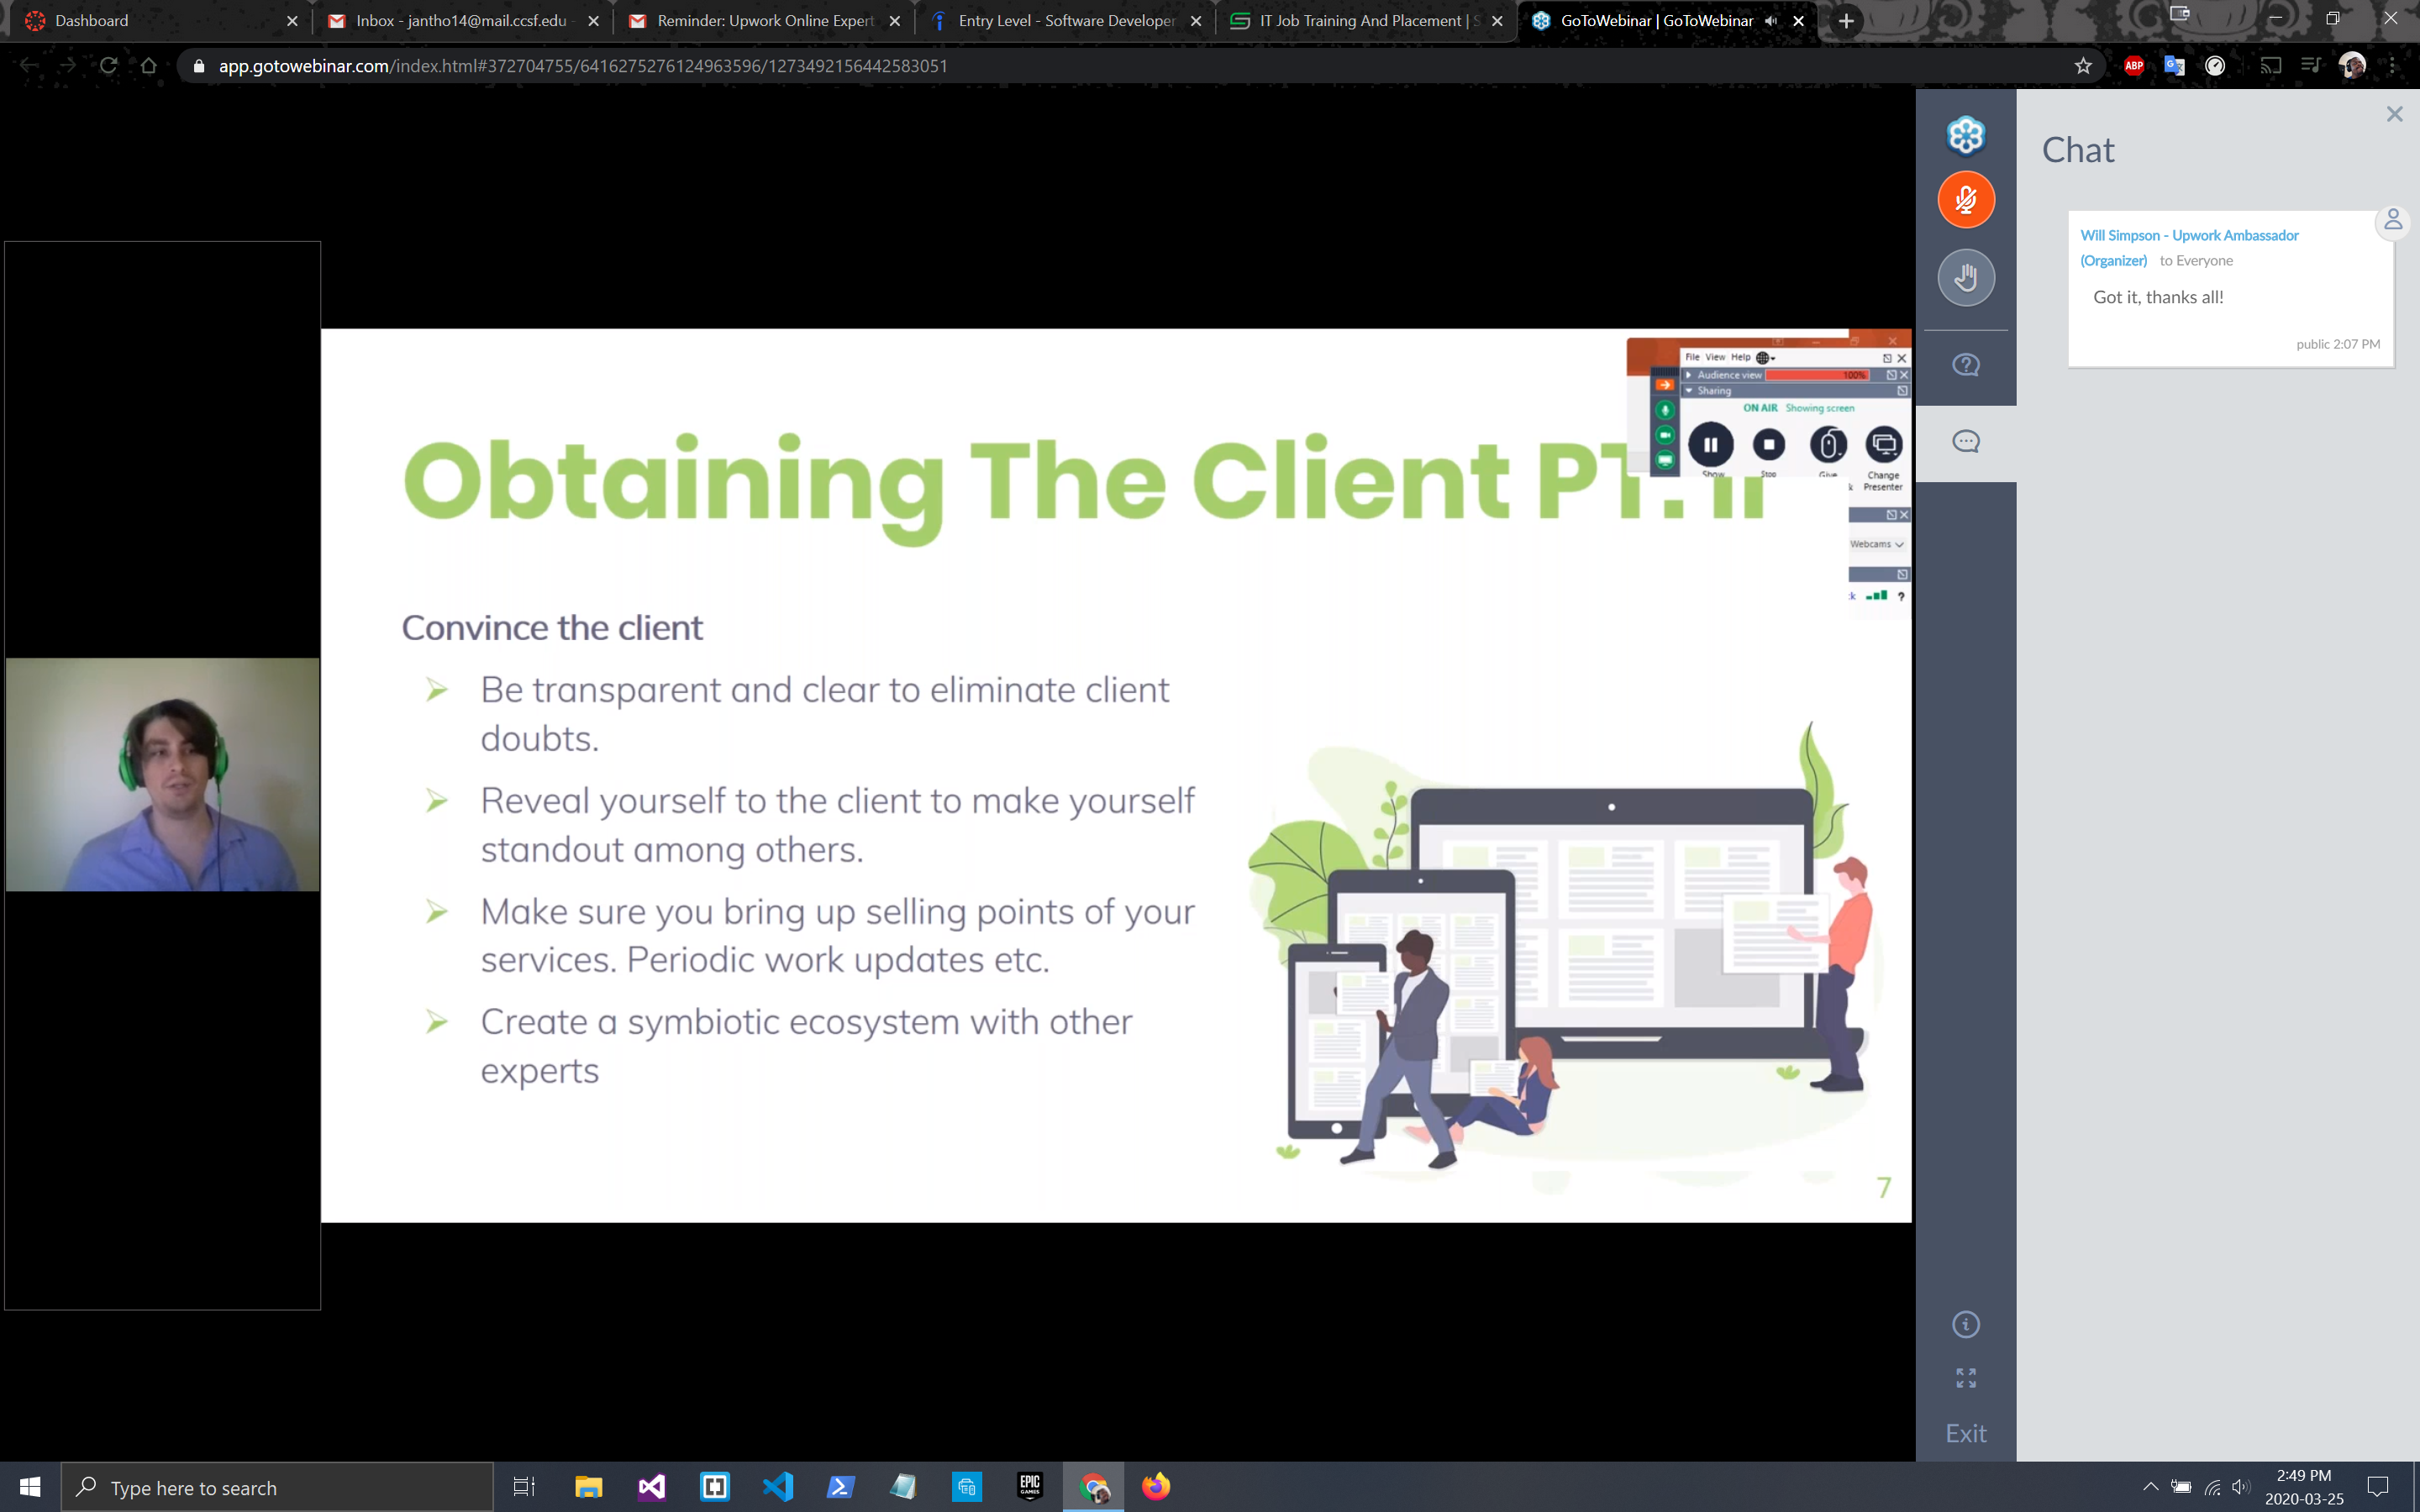 Dashboard
Inbox - jantho14@mail.ccsf.edu -
Reminder: Upwork Online Expert
Entry Level - Software Developer
IT Job Training And Placement | S
GoToWebinar | GoToWebinar
app.gotowebinar.com/index.html#372704755/6416275276124963596/1273492156442583051
ABP
Chat
Will Simpson - Upwork Ambassador
(Organizer) to Everyone
Got it, thanks all!
public 2:07 PM
File View Help
Audience view 100%
Sharing
ON AIR Showing screen
Show Stop Give Change
k Presenter
Webcams
?
Obtaining The Client PT. II
Convince the client
Be transparent and clear to eliminate client
doubts.
Reveal yourself to the client to make yourself
standout among others.
Make sure you bring up selling points of your
services. Periodic work updates etc.
Create a symbiotic ecosystem with other
experts
7
Exit
Type here to search
EPIC
GAMES
2:49 PM
2020-03-25